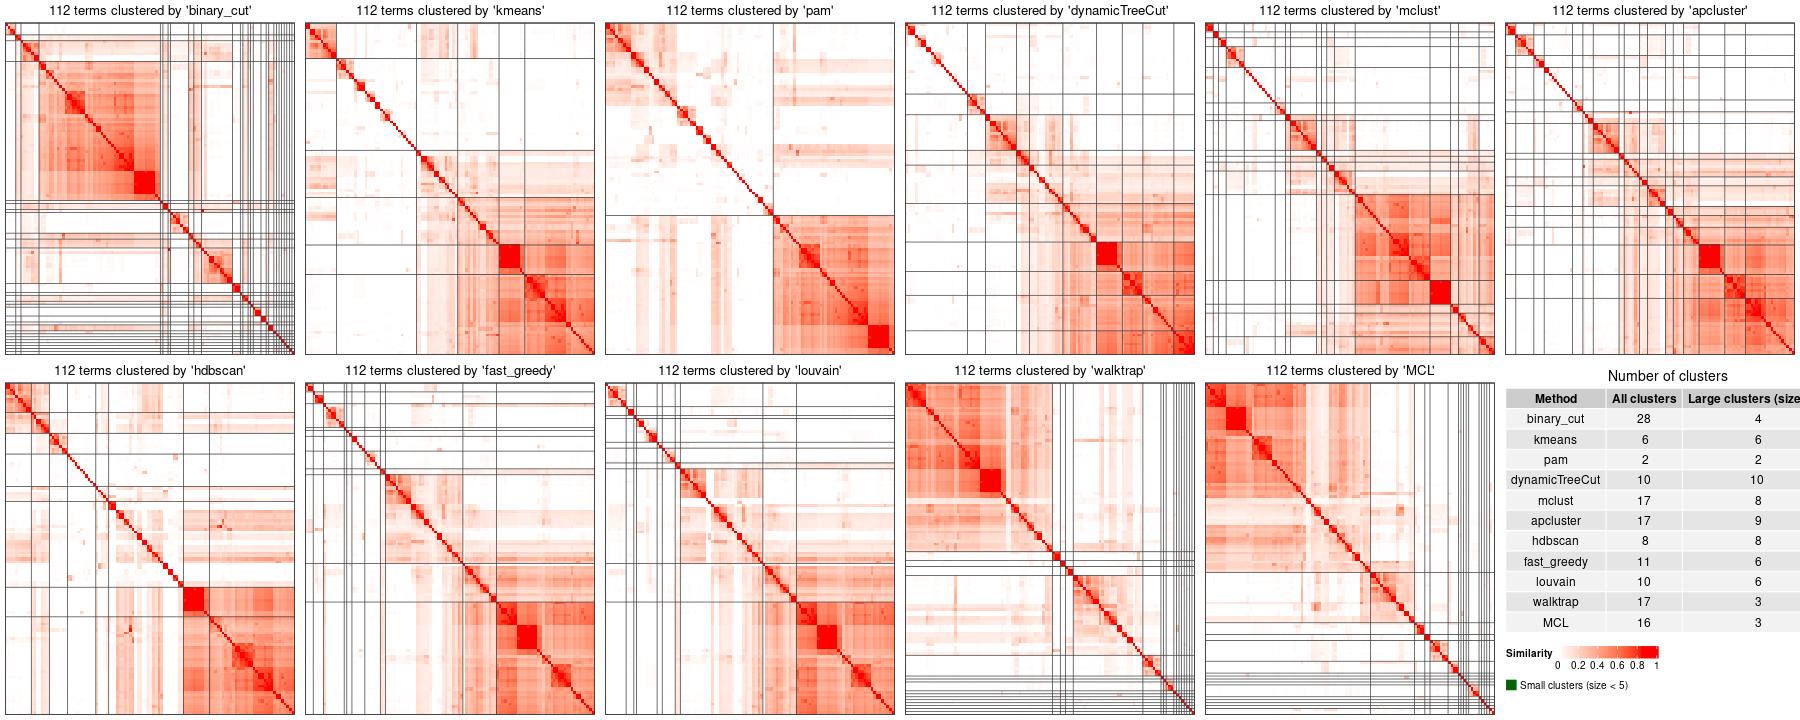 112 terms clustered by 'binary_cut'
112 terms clustered by 'kmeans'
112 terms clustered by 'pam'
112 terms clustered by 'dynamicTreeCut'
112 terms clustered by 'mclust'
112 terms clustered by 'apcluster'
112 terms clustered by 'hdbscan'
112 terms clustered by 'fast_greedy'
112 terms clustered by 'louvain'
112 terms clustered by 'walktrap'
112 terms clustered by 'MCL'
Number of clusters
Method All clusters Large clusters (size
binary_cut 28 4
kmeans 6 6
pam 2 2
dynamicTreeCut 10 10
mclust 17 8
apcluster 17 9
hdbscan 8 8
fast_greedy 11 6
louvain 10 6
walktrap 17 3
MCL 16 3
Similarity
0 0.2 0.4 0.6 0.8 1
Small clusters (size < 5)